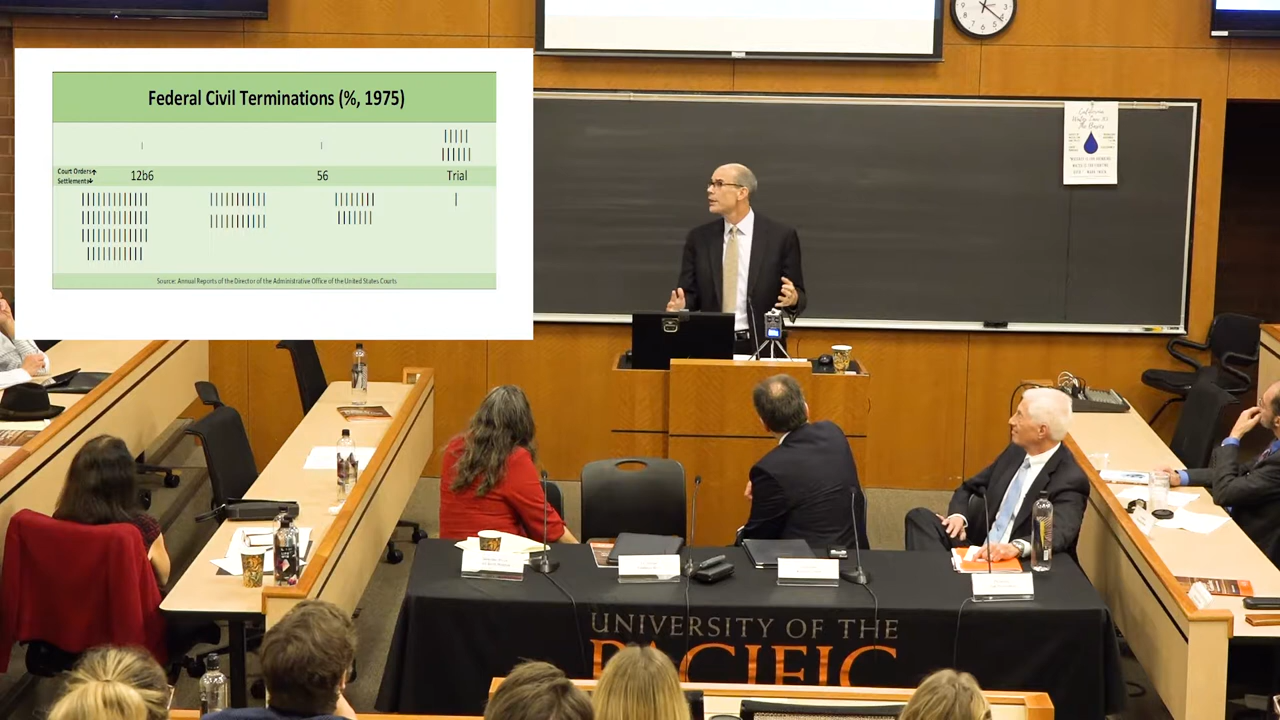 Federal Civil Terminations (%, 1975)
Court Orders
Settlements
12b6
56
Trial
Source: Annual Reports of the Director of the Administrative Office of the United States Courts
UNIVERSITY OF THE
PACIFIC